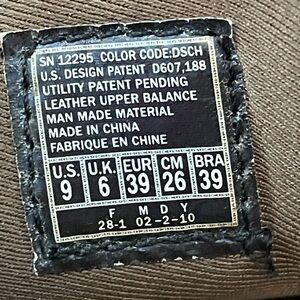 SN 12295 COLOR CODE:DSCH
U.S. DESIGN PATENT D607,188
UTILITY PATENT PENDING
LEATHER UPPER BALANCE
MAN MADE MATERIAL
MADE IN CHINA
FABRIQUE EN CHINE
U.S. U.K. EUR CM BRA
9 6 39 26 39
F M D Y
28-1 02-2-10